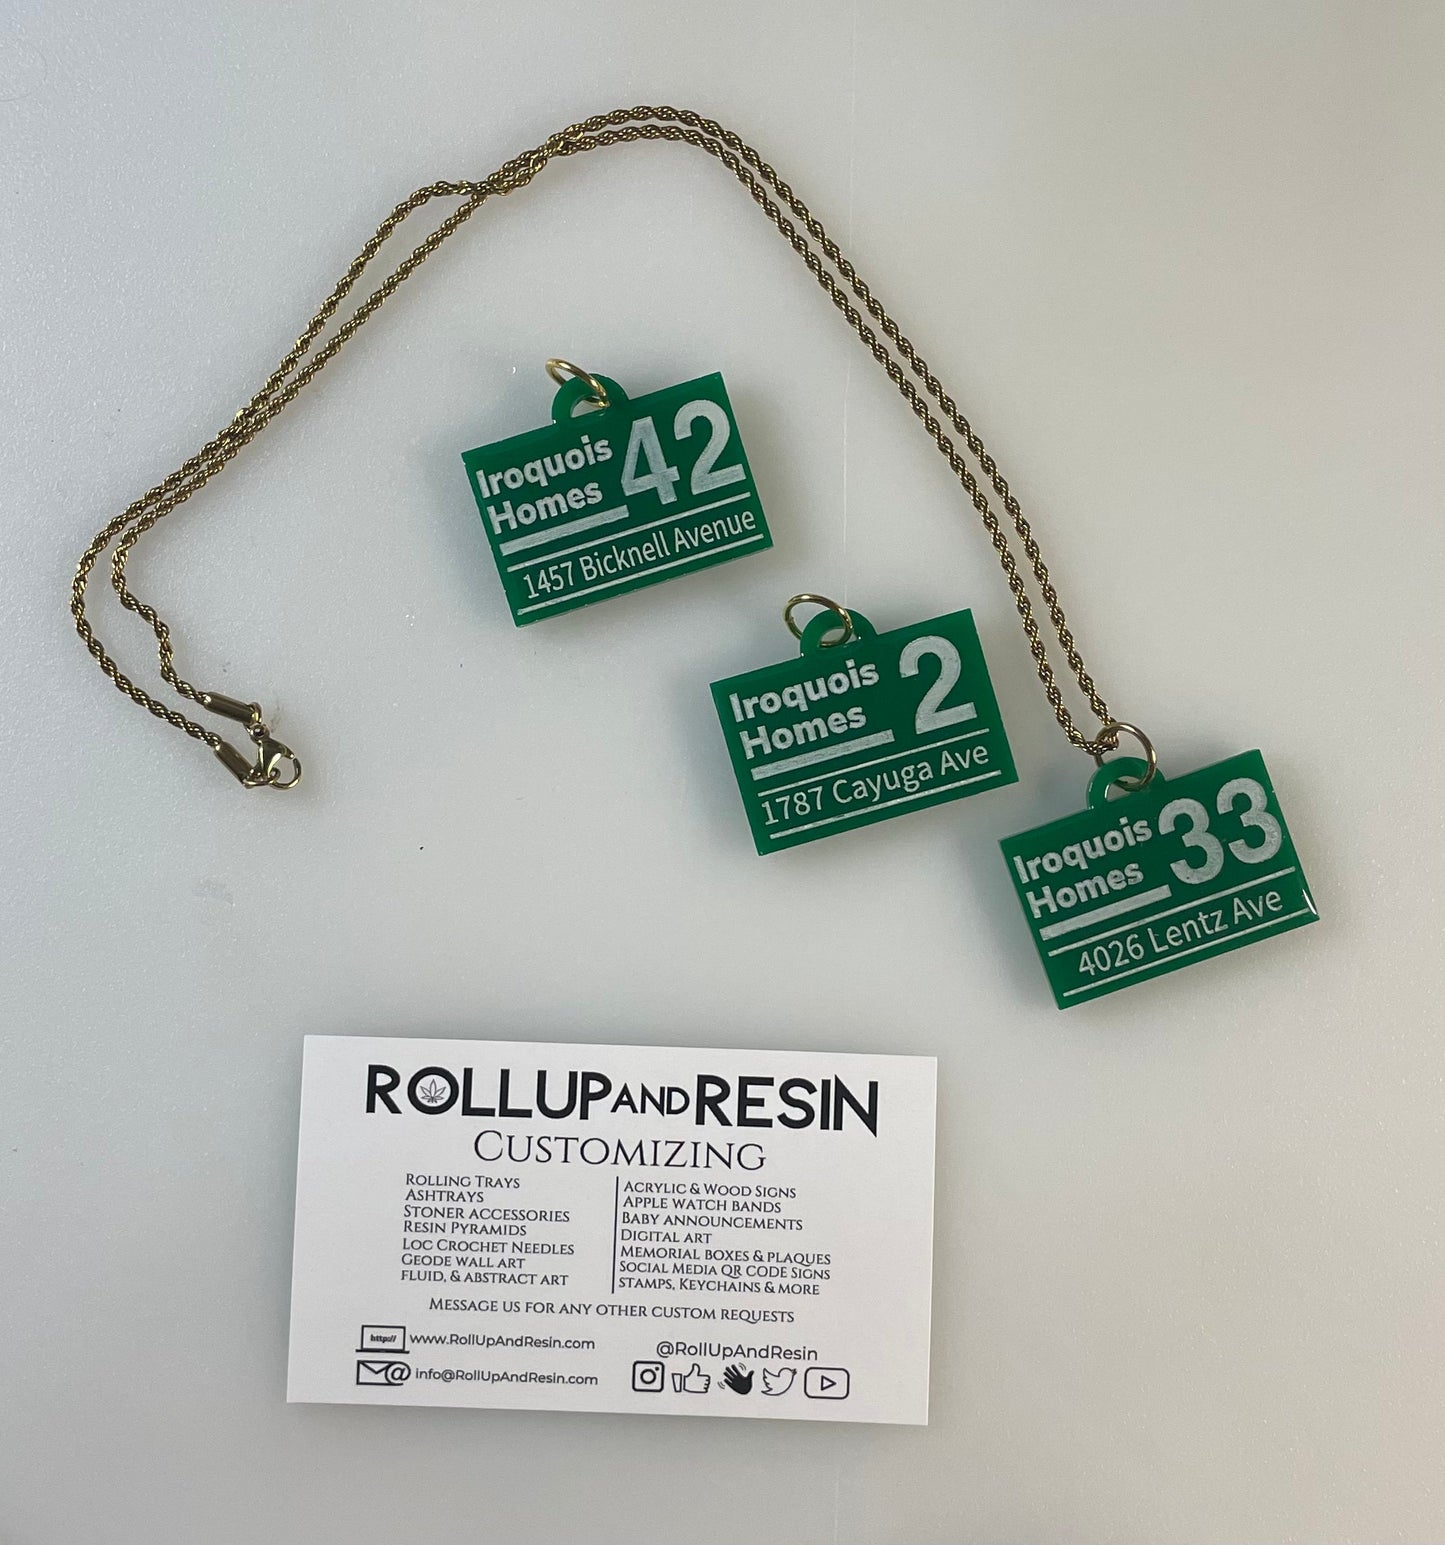 Iroquois
Homes
42
1457 Bicknell Avenue
Iroquois
Homes
2
1787 Cayuga Ave
Iroquois
Homes
33
4026 Lentz Ave
ROLLUP AND RESIN
CUSTOMIZING
ROLLING TRAYS
ASHTRAYS
STONER ACCESSORIES
RESIN PYRAMIDS
LOC CROCHET NEEDLES
GEODE WALL ART
FLUID, & ABSTRACT ART
ACRYLIC & WOOD SIGNS
APPLE WATCH BANDS
BABY ANNOUNCEMENTS
DIGITAL ART
MEMORIAL BOXES & PLAQUES
SOCIAL MEDIA QR CODE SIGNS
STAMPS, KEYCHAINS & MORE
MESSAGE US FOR ANY OTHER CUSTOM REQUESTS
http:// www.RollUpAndResin.com
@ info@RollUpAndResin.com
@RollUpAndResin